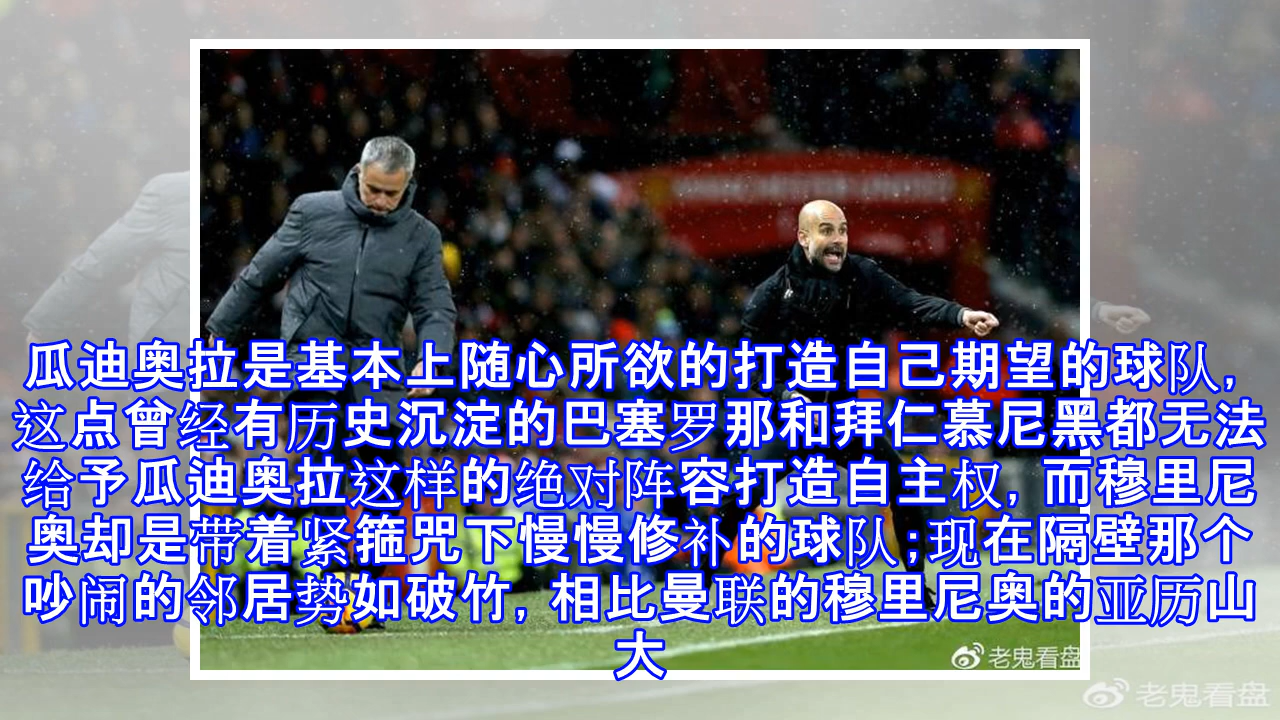 瓜迪奥拉是基本上随心所欲的打造自己期望的球队,
这点曾经有历史沉淀的巴塞罗那和拜仁慕尼黑都无法
给予瓜迪奥拉这样的绝对阵容打造自主权,而穆里尼
奥却是带着紧箍咒下慢慢修补的球队;现在隔壁那个
吵闹的邻居势如破竹,相比曼联的穆里尼奥的亚历山
大
老鬼看盘
老鬼看盘